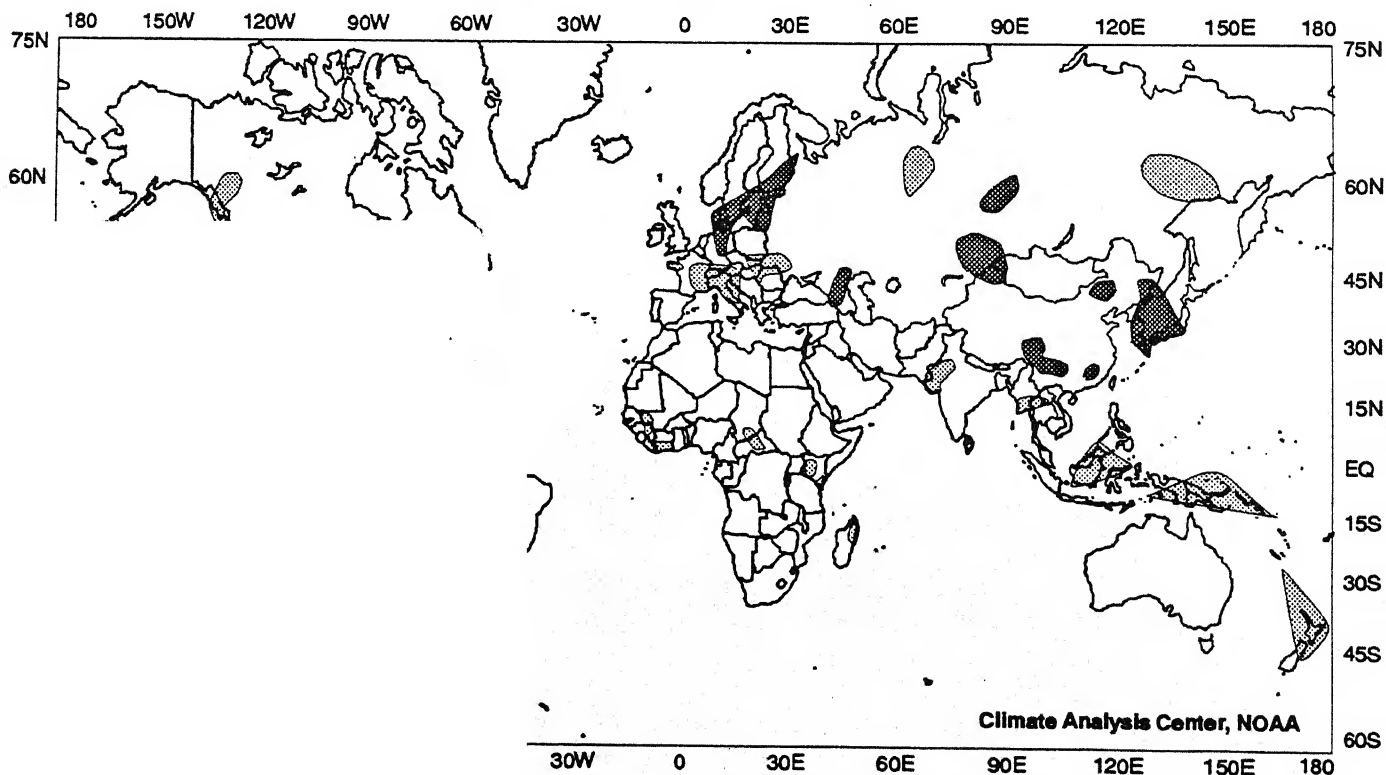 180 150W 120W 90W 60W 30W 0 30E 60E 90E 120E 150E 180
75N 75N
60N 60N
45N
30N
15N
EQ
15S
30S
45S
Climate Analysis Center, NOAA
60S
30W 0 30E 60E 90E 120E 150E 180